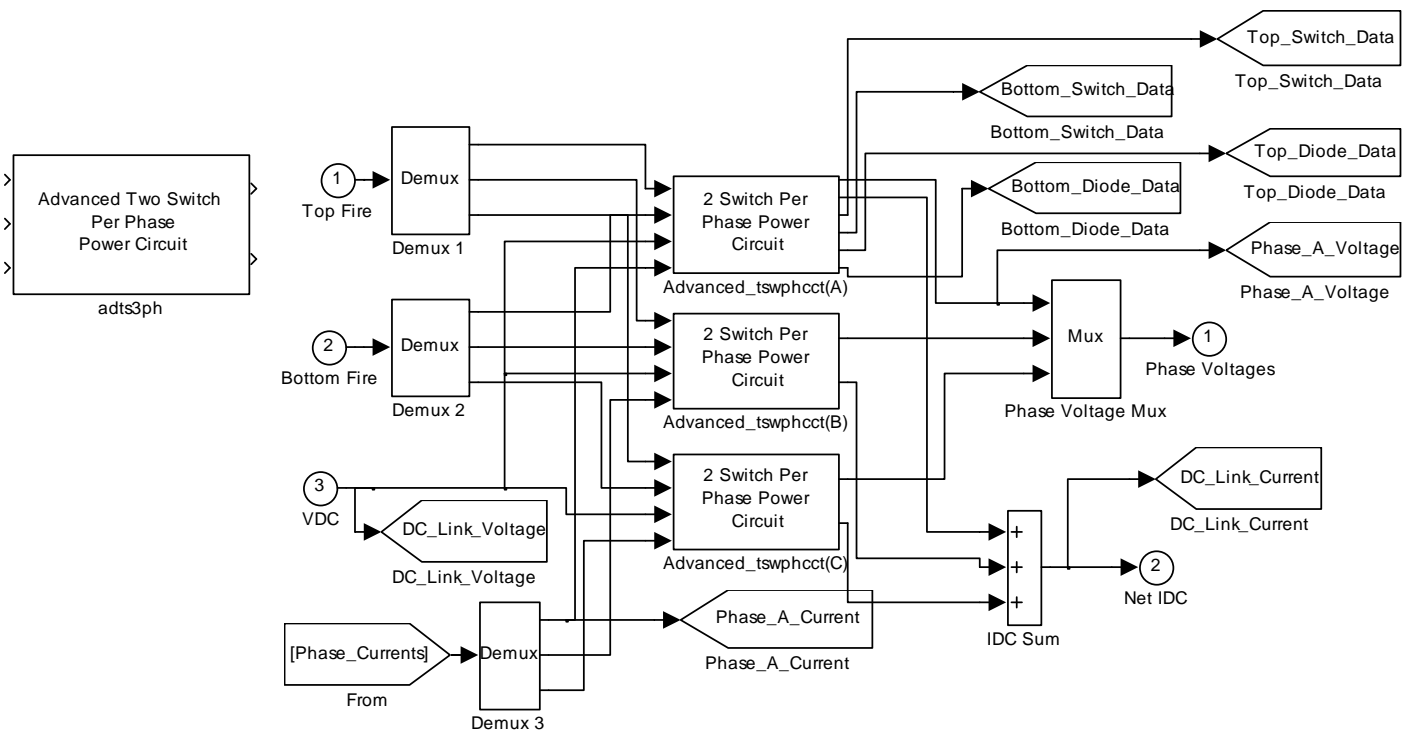 Advanced Two Switch
Per Phase
Power Circuit
adts3ph
1
Top Fire
2
Bottom Fire
3
VDC
DC_Link_Voltage
DC_Link_Voltage
[Phase_Currents]
From
Demux
Demux 1
Demux
Demux 2
Demux
Demux 3
2 Switch Per
Phase Power
Circuit
Advanced_tswphcct(A)
2 Switch Per
Phase Power
Circuit
Advanced_tswphcct(B)
2 Switch Per
Phase Power
Circuit
Advanced_tswphcct(C)
Phase_A_Current
Phase_A_Current
Top_Switch_Data
Top_Switch_Data
Bottom_Switch_Data
Bottom_Switch_Data
Top_Diode_Data
Top_Diode_Data
Bottom_Diode_Data
Bottom_Diode_Data
Phase_A_Voltage
Phase_A_Voltage
Mux
Phase Voltage Mux
1
Phase Voltages
DC_Link_Current
DC_Link_Current
+
+
+
IDC Sum
2
Net IDC